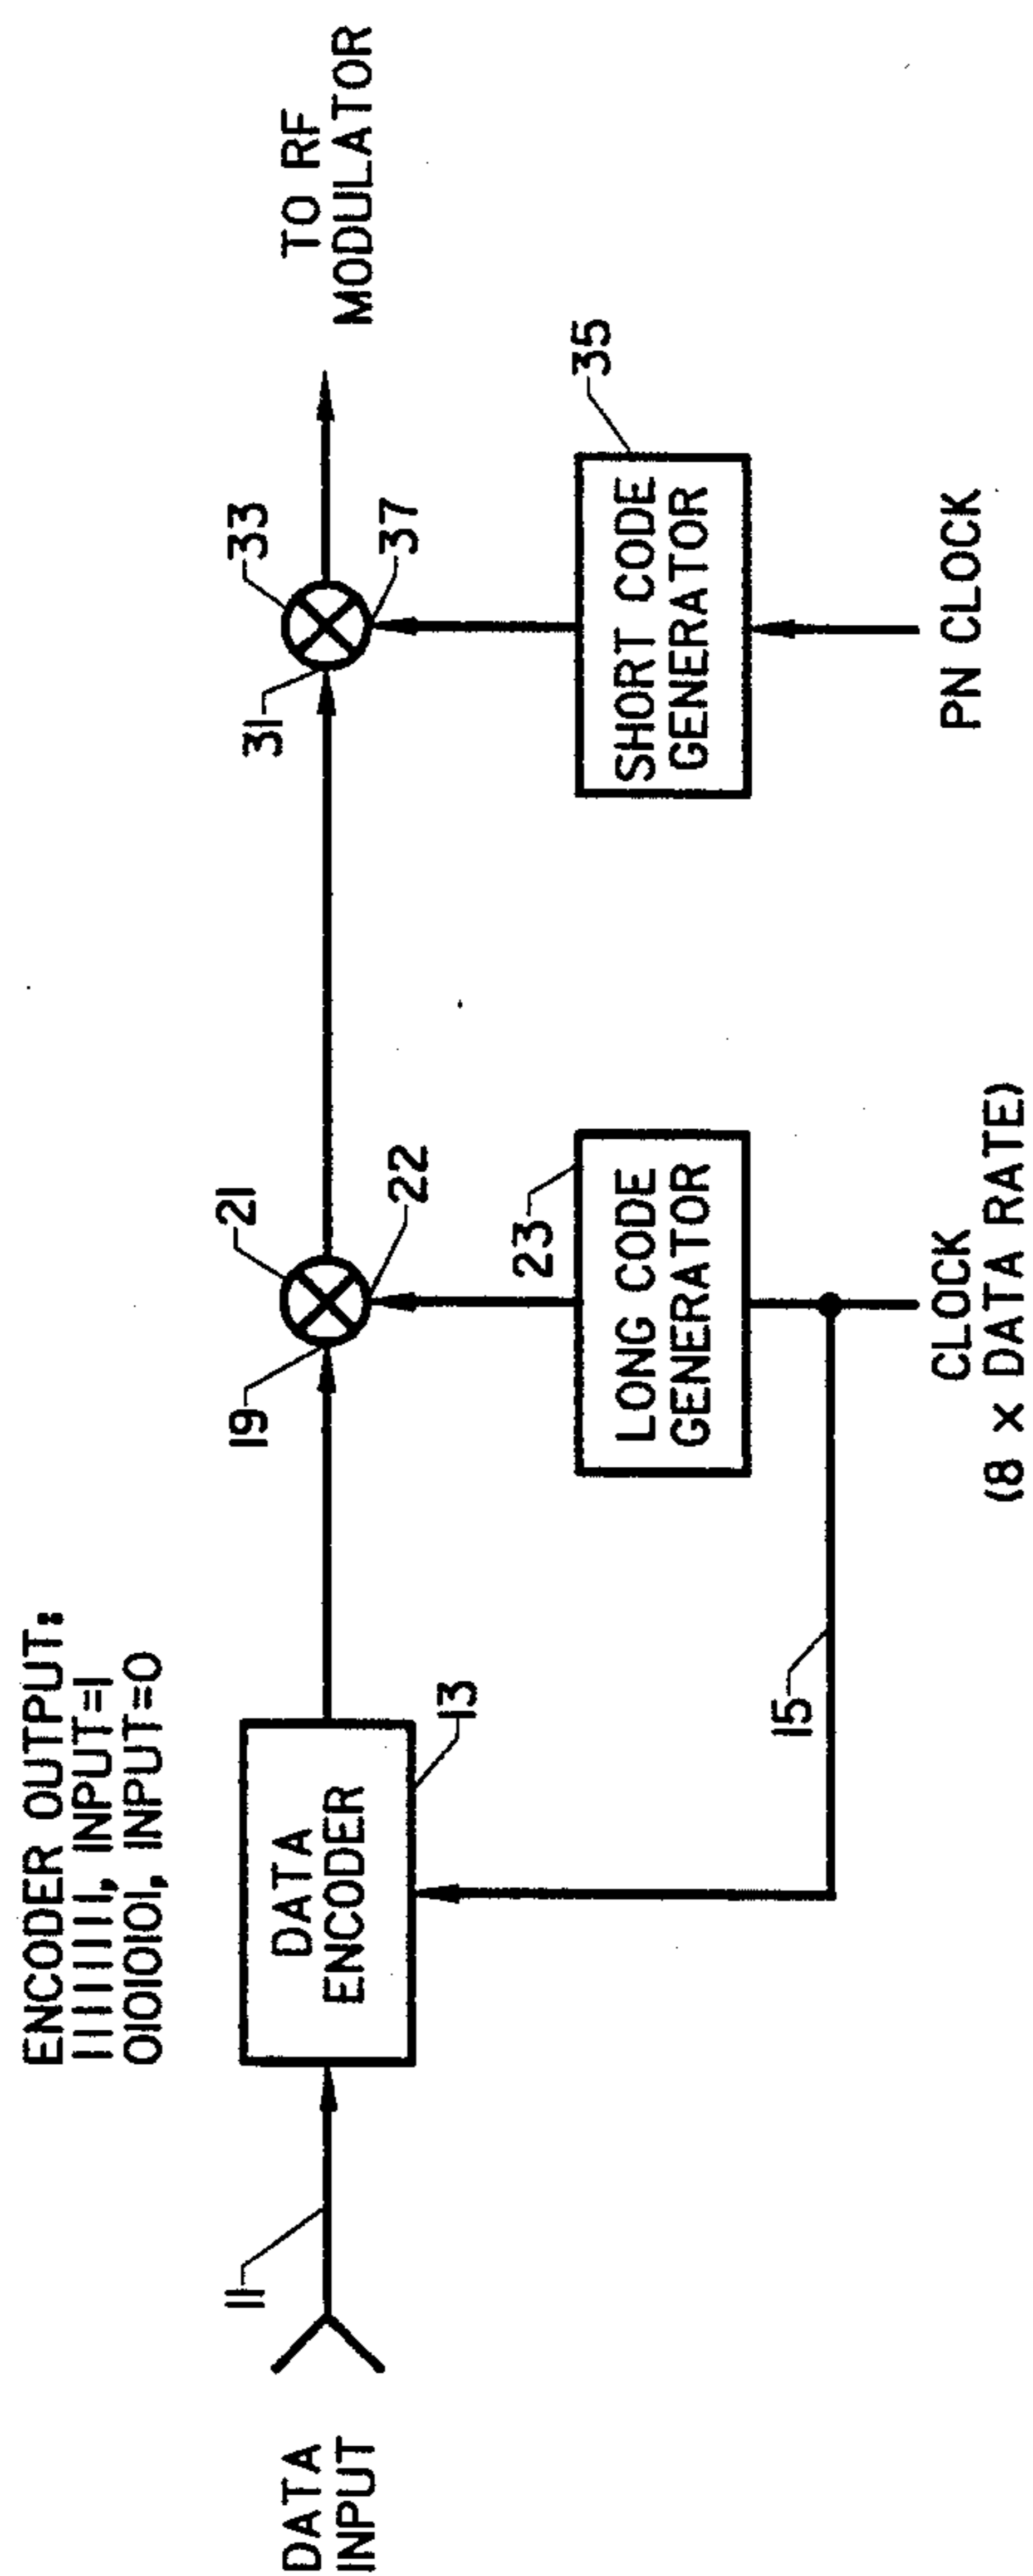 ENCODER OUTPUT:
11111111, INPUT=1
01010101, INPUT=0
DATA
INPUT
11
DATA
ENCODER
13
15
19
21
22
LONG CODE
GENERATOR
23
CLOCK
(8 × DATA RATE)
31
33
37
SHORT CODE
GENERATOR
35
PN CLOCK
TO RF
MODULATOR